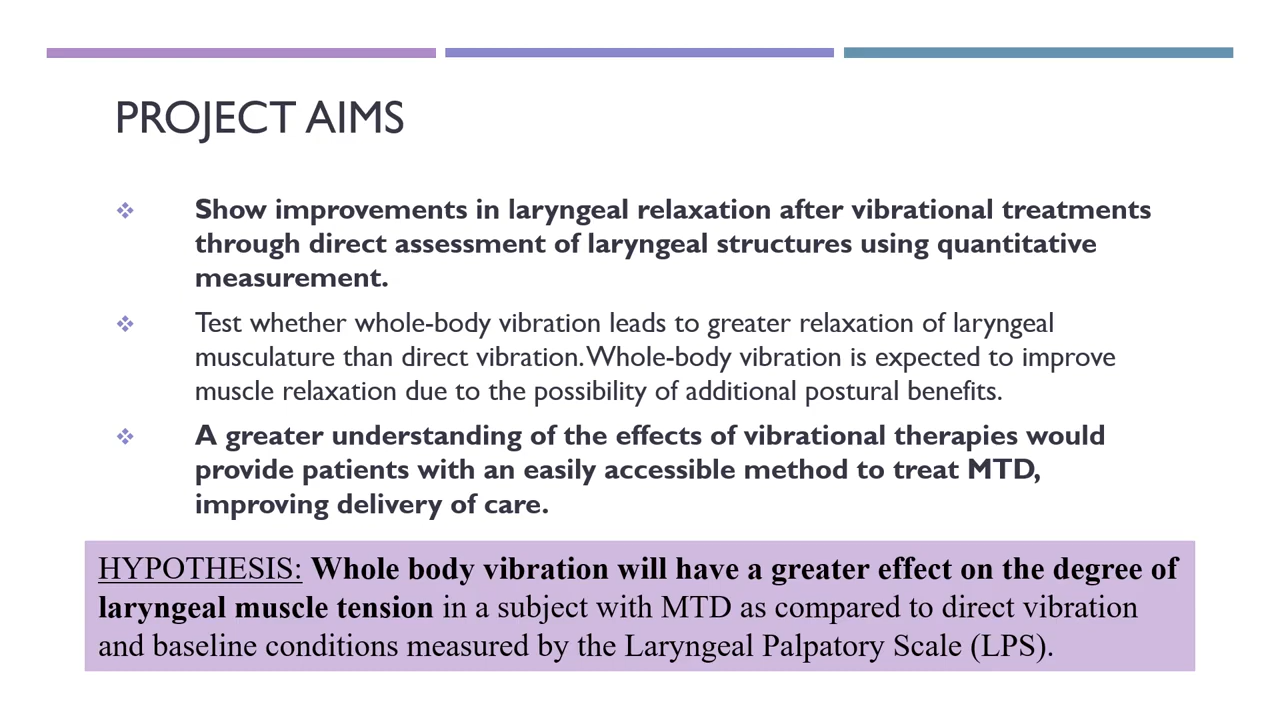 PROJECT AIMS
Show improvements in laryngeal relaxation after vibrational treatments
through direct assessment of laryngeal structures using quantitative
measurement.
Test whether whole-body vibration leads to greater relaxation of laryngeal
musculature than direct vibration. Whole-body vibration is expected to improve
muscle relaxation due to the possibility of additional postural benefits.
A greater understanding of the effects of vibrational therapies would
provide patients with an easily accessible method to treat MTD,
improving delivery of care.
HYPOTHESIS: Whole body vibration will have a greater effect on the degree of
laryngeal muscle tension in a subject with MTD as compared to direct vibration
and baseline conditions measured by the Laryngeal Palpatory Scale (LPS).